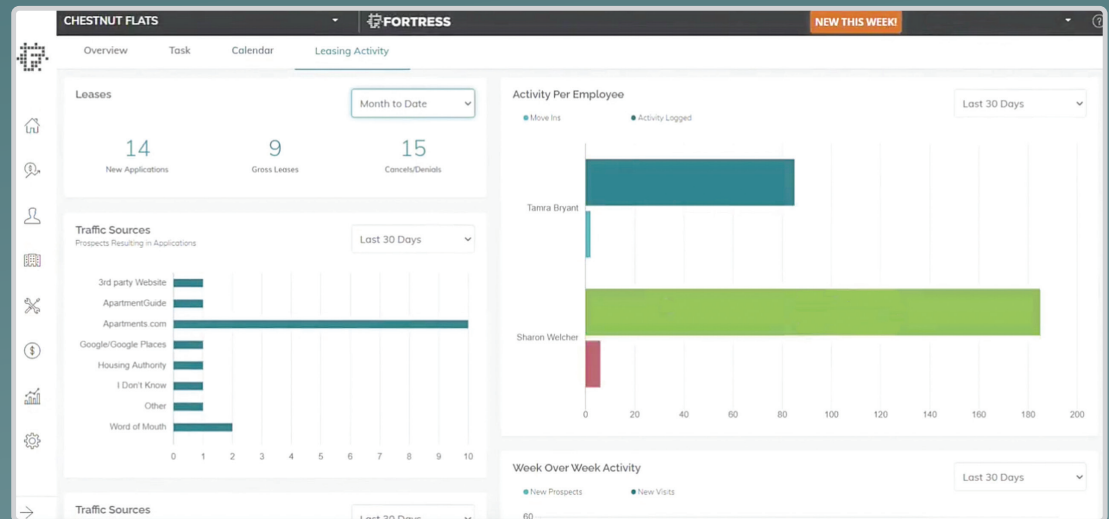 CHESTNUT FLATS
FORTRESS
NEW THIS WEEK!
Overview Task Calendar Leasing Activity
Leases
Month to Date
14 9 15
New Applications Gross Leases Cancels/Denials
Traffic Sources
Prospects Resulting in Applications
Last 30 Days
3rd party Website
ApartmentGuide
Apartments.com
Google/Google Places
Housing Authority
I Don't Know
Other
Word of Mouth
0 1 2 3 4 5 6 7 8 9 10
Traffic Sources
Last 30 Days
Activity Per Employee
Last 30 Days
Move Ins Activity Logged
Tamra Bryant
Sharon Welcher
0 20 40 60 80 100 120 140 160 180 200
Week Over Week Activity
Last 30 Days
New Prospects New Visits
60